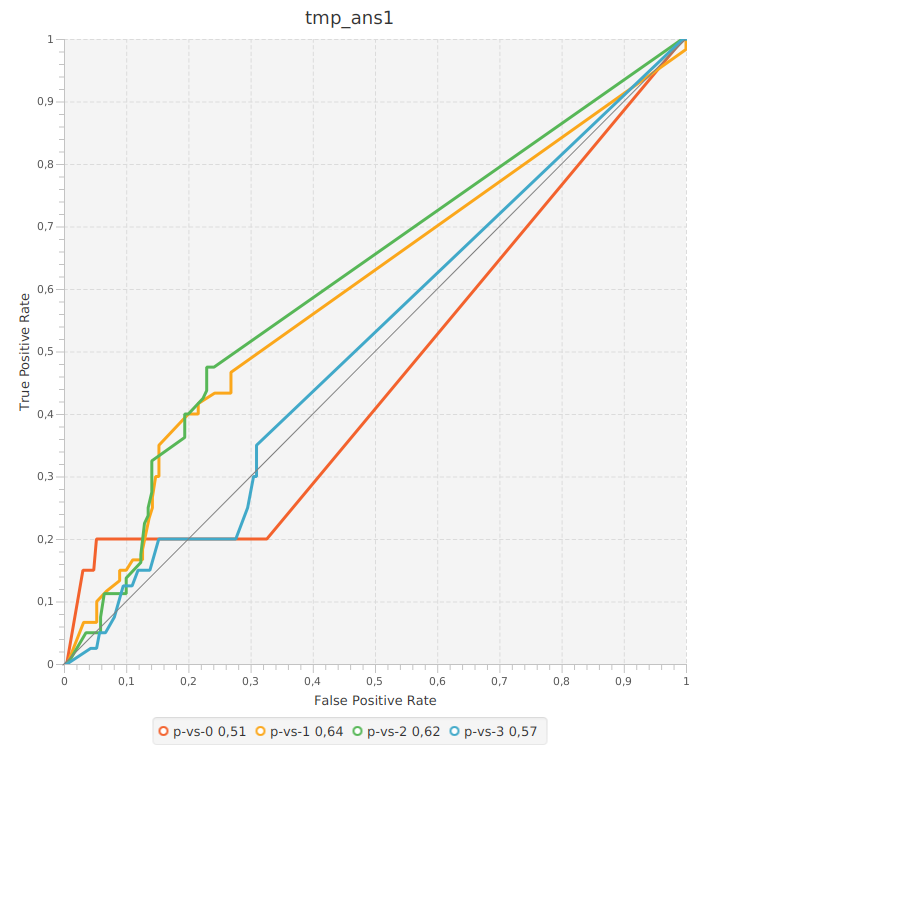 tmp_ans1
1
0,9
0,8
0,7
0,6
0,5
0,4
0,3
0,2
0,1
0
True Positive Rate
0 0,1 0,2 0,3 0,4 0,5 0,6 0,7 0,8 0,9 1
False Positive Rate
p-vs-0 0,51 p-vs-1 0,64 p-vs-2 0,62 p-vs-3 0,57